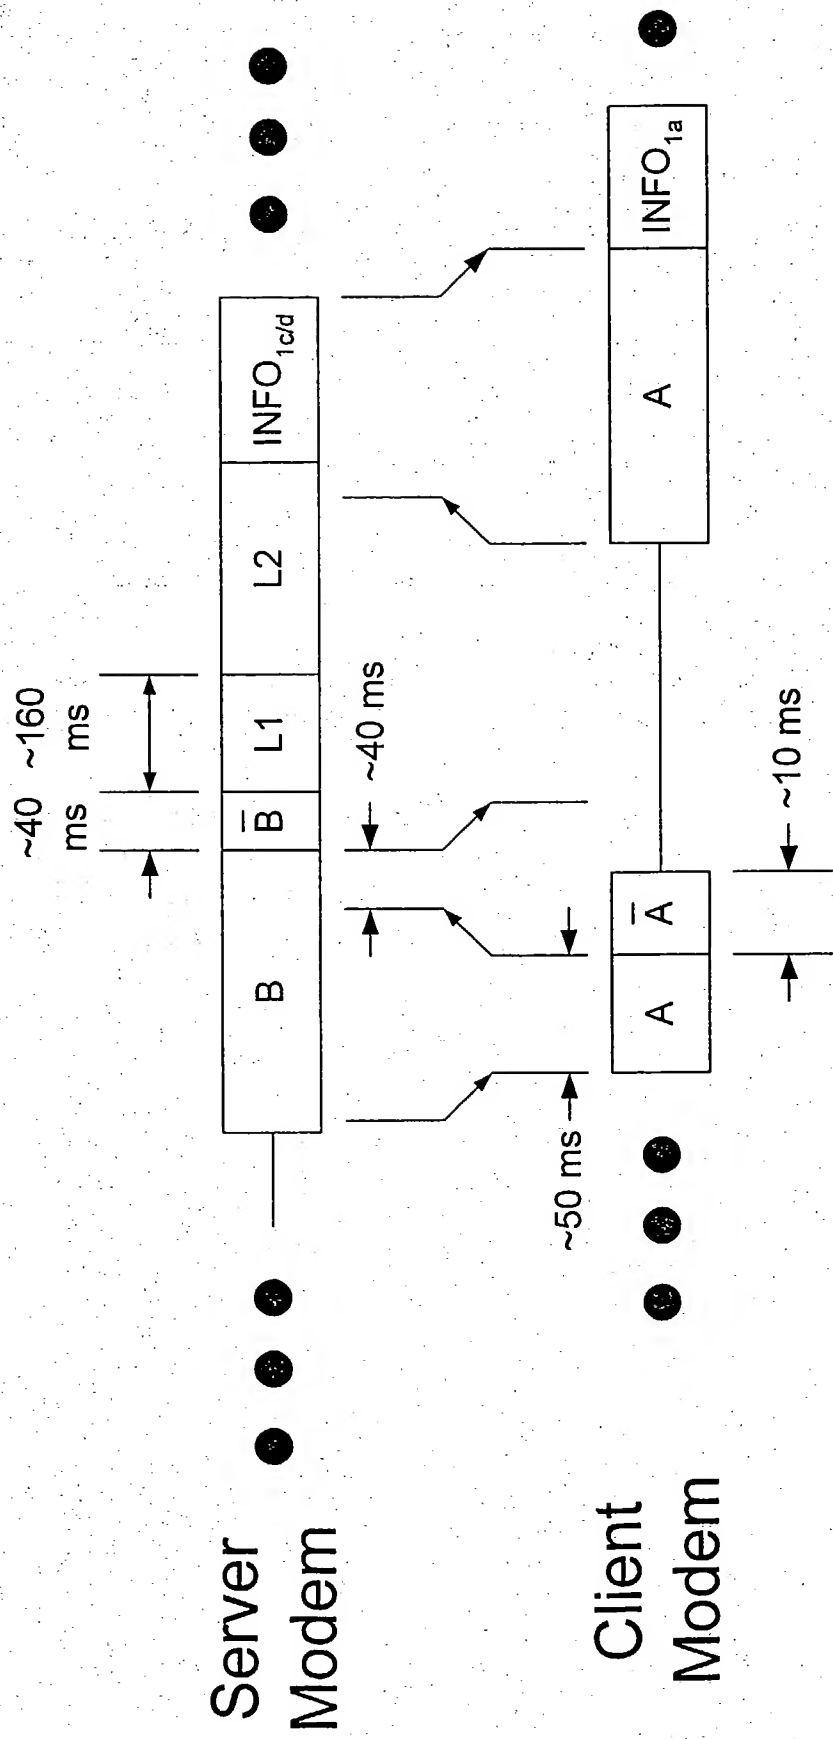 ~40 ~160
ms ms
Server
Modem
B
B̅
L1
L2
INFO1c/d
~40 ms
~50 ms
Client
Modem
A
A̅
A
INFO1a
~10 ms